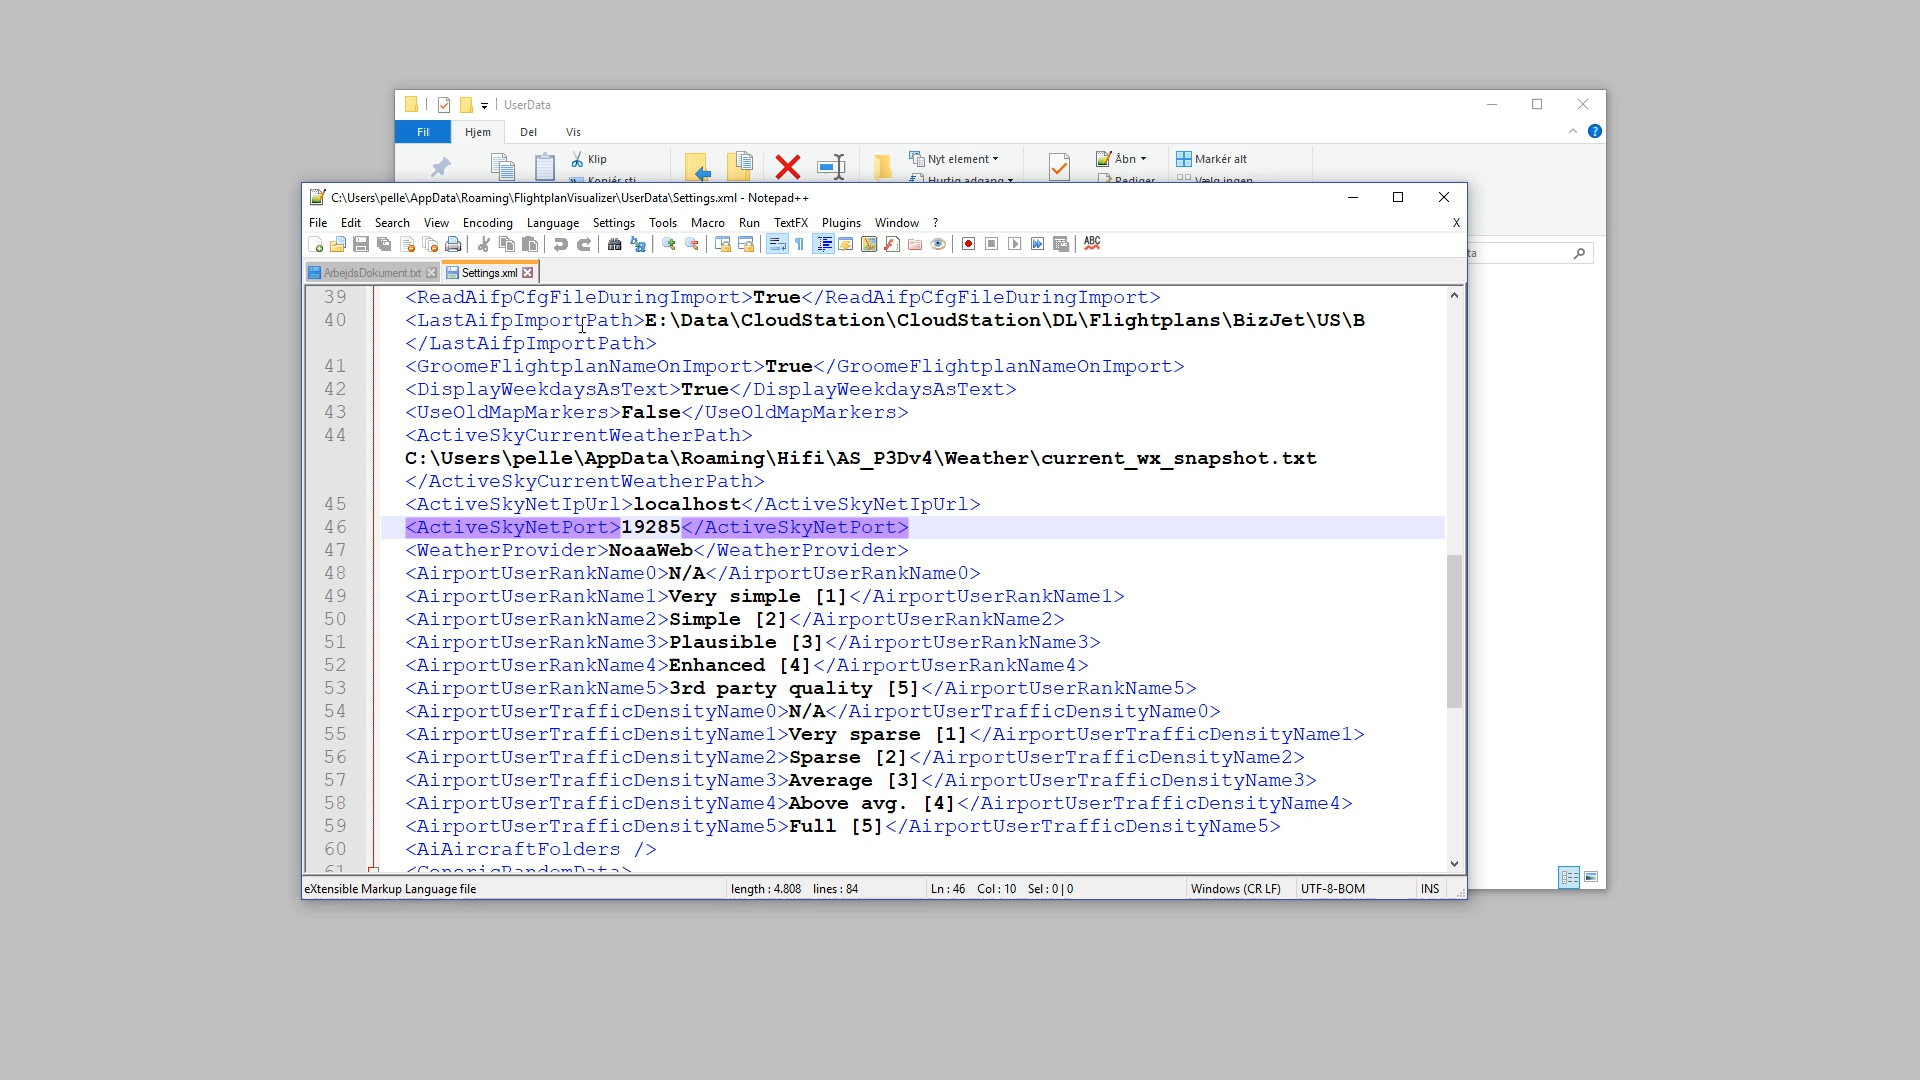 UserData
Fil Hjem Del Vis
Klip Nyt element Åbn Markér alt
C:\Users\pelle\AppData\Roaming\FlightplanVisualizer\UserData\Settings.xml - Notepad++
File Edit Search View Encoding Language Settings Tools Macro Run TextFX Plugins Window ? X
ABC
ta
ArbejdsDokument.txt Settings.xml
39 <ReadAifpCfgFileDuringImport>True</ReadAifpCfgFileDuringImport>
40 <LastAifpImportPath>E:\Data\CloudStation\CloudStation\DL\Flightplans\BizJet\US\B
</LastAifpImportPath>
41 <GroomeFlightplanNameOnImport>True</GroomeFlightplanNameOnImport>
42 <DisplayWeekdaysAsText>True</DisplayWeekdaysAsText>
43 <UseOldMapMarkers>False</UseOldMapMarkers>
44 <ActiveSkyCurrentWeatherPath>
C:\Users\pelle\AppData\Roaming\Hifi\AS_P3Dv4\Weather\current_wx_snapshot.txt
</ActiveSkyCurrentWeatherPath>
45 <ActiveSkyNetIpUrl>localhost</ActiveSkyNetIpUrl>
46 <ActiveSkyNetPort>19285</ActiveSkyNetPort>
47 <WeatherProvider>NoaaWeb</WeatherProvider>
48 <AirportUserRankName0>N/A</AirportUserRankName0>
49 <AirportUserRankName1>Very simple [1]</AirportUserRankName1>
50 <AirportUserRankName2>Simple [2]</AirportUserRankName2>
51 <AirportUserRankName3>Plausible [3]</AirportUserRankName3>
52 <AirportUserRankName4>Enhanced [4]</AirportUserRankName4>
53 <AirportUserRankName5>3rd party quality [5]</AirportUserRankName5>
54 <AirportUserTrafficDensityName0>N/A</AirportUserTrafficDensityName0>
55 <AirportUserTrafficDensityName1>Very sparse [1]</AirportUserTrafficDensityName1>
56 <AirportUserTrafficDensityName2>Sparse [2]</AirportUserTrafficDensityName2>
57 <AirportUserTrafficDensityName3>Average [3]</AirportUserTrafficDensityName3>
58 <AirportUserTrafficDensityName4>Above avg. [4]</AirportUserTrafficDensityName4>
59 <AirportUserTrafficDensityName5>Full [5]</AirportUserTrafficDensityName5>
60 <AiAircraftFolders />
61 <GenericRandomData>
eXtensible Markup Language file length : 4.808 lines : 84 Ln : 46 Col : 10 Sel : 0 | 0 Windows (CR LF) UTF-8-BOM INS